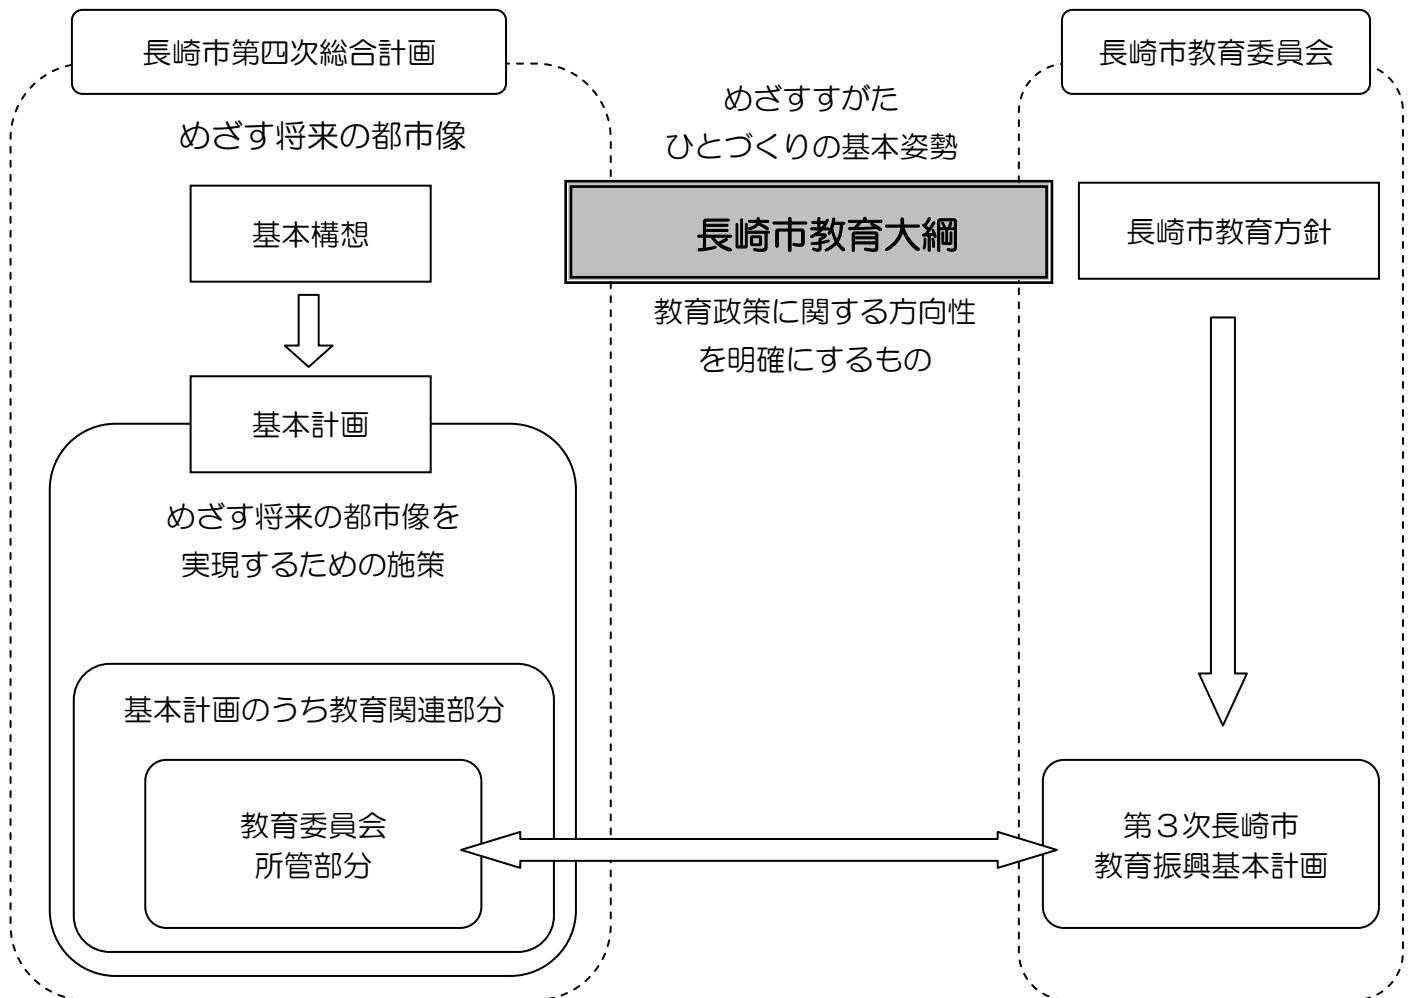 長崎市第四次総合計画
めざす将来の都市像
基本構想
基本計画
めざす将来の都市像を
実現するための施策
基本計画のうち教育関連部分
教育委員会
所管部分
めざすすがた
ひとづくりの基本姿勢
長崎市教育大綱
教育政策に関する方向性
を明確にするもの
長崎市教育委員会
長崎市教育方針
第３次長崎市
教育振興基本計画